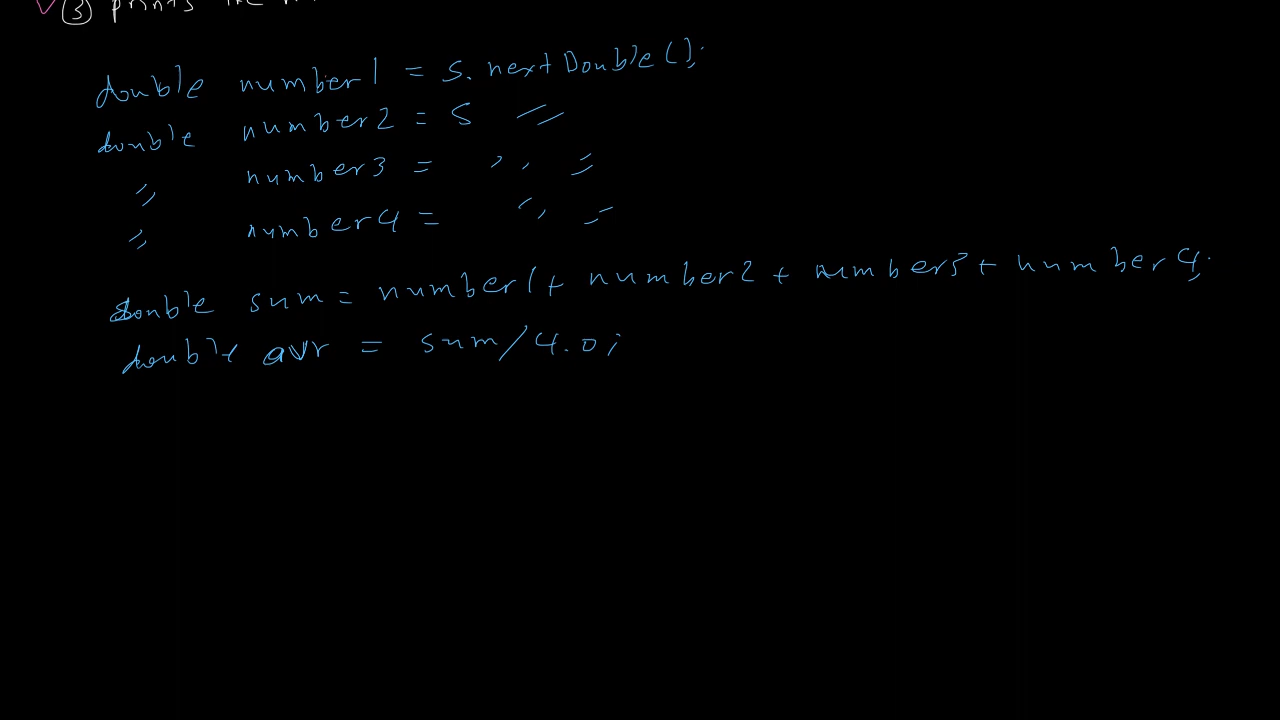 ③ prints the
double number1 = s.nextDouble();
double number2 = s "
" number3 = " "
" number4 = " "
double sum = number1 + number2 + number3 + number4;
double avr = sum/4.0;